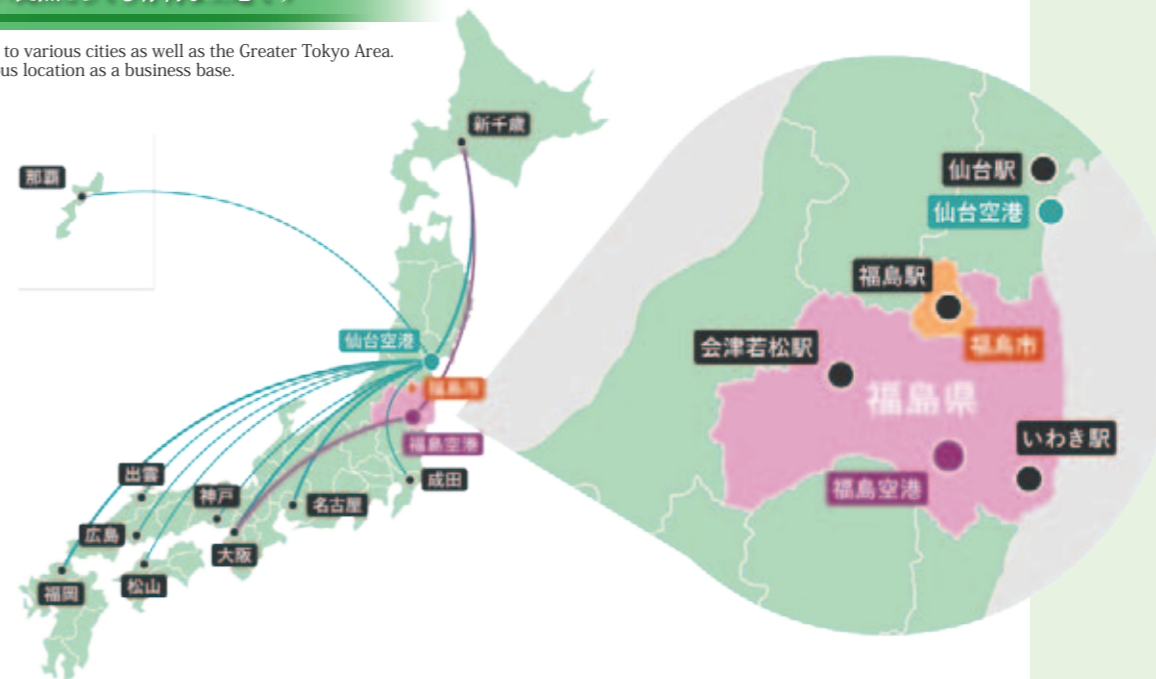 to various cities as well as the Greater Tokyo Area.
us location as a business base.
新千歳
那覇
仙台空港
福島市
福島空港
成田
出雲
神戸
名古屋
広島
大阪
松山
福岡
仙台駅
仙台空港
福島駅
福島市
会津若松駅
福島県
いわき駅
福島空港